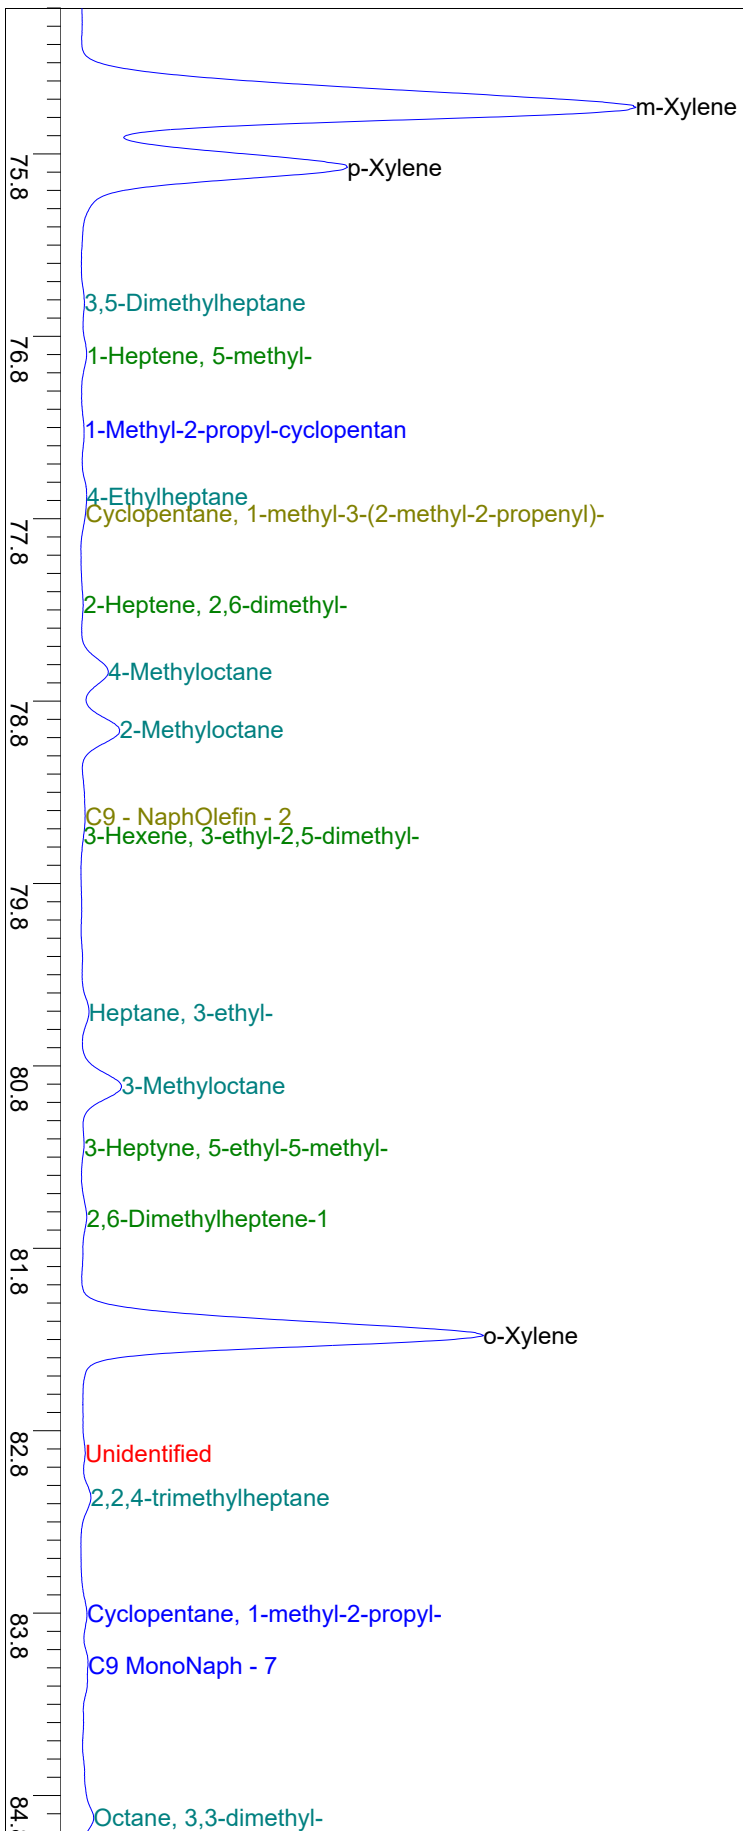 m-Xylene
75.8
p-Xylene
3,5-Dimethylheptane
76.8
1-Heptene, 5-methyl-
1-Methyl-2-propyl-cyclopentan
4-Ethylheptane
Cyclopentane, 1-methyl-3-(2-methyl-2-propenyl)-
77.8
2-Heptene, 2,6-dimethyl-
4-Methyloctane
78.8
2-Methyloctane
C9 - NaphOlefin - 2
3-Hexene, 3-ethyl-2,5-dimethyl-
79.8
Heptane, 3-ethyl-
80.8
3-Methyloctane
3-Heptyne, 5-ethyl-5-methyl-
2,6-Dimethylheptene-1
81.8
o-Xylene
82.8
Unidentified
2,2,4-trimethylheptane
Cyclopentane, 1-methyl-2-propyl-
83.8
C9 MonoNaph - 7
Octane, 3,3-dimethyl-